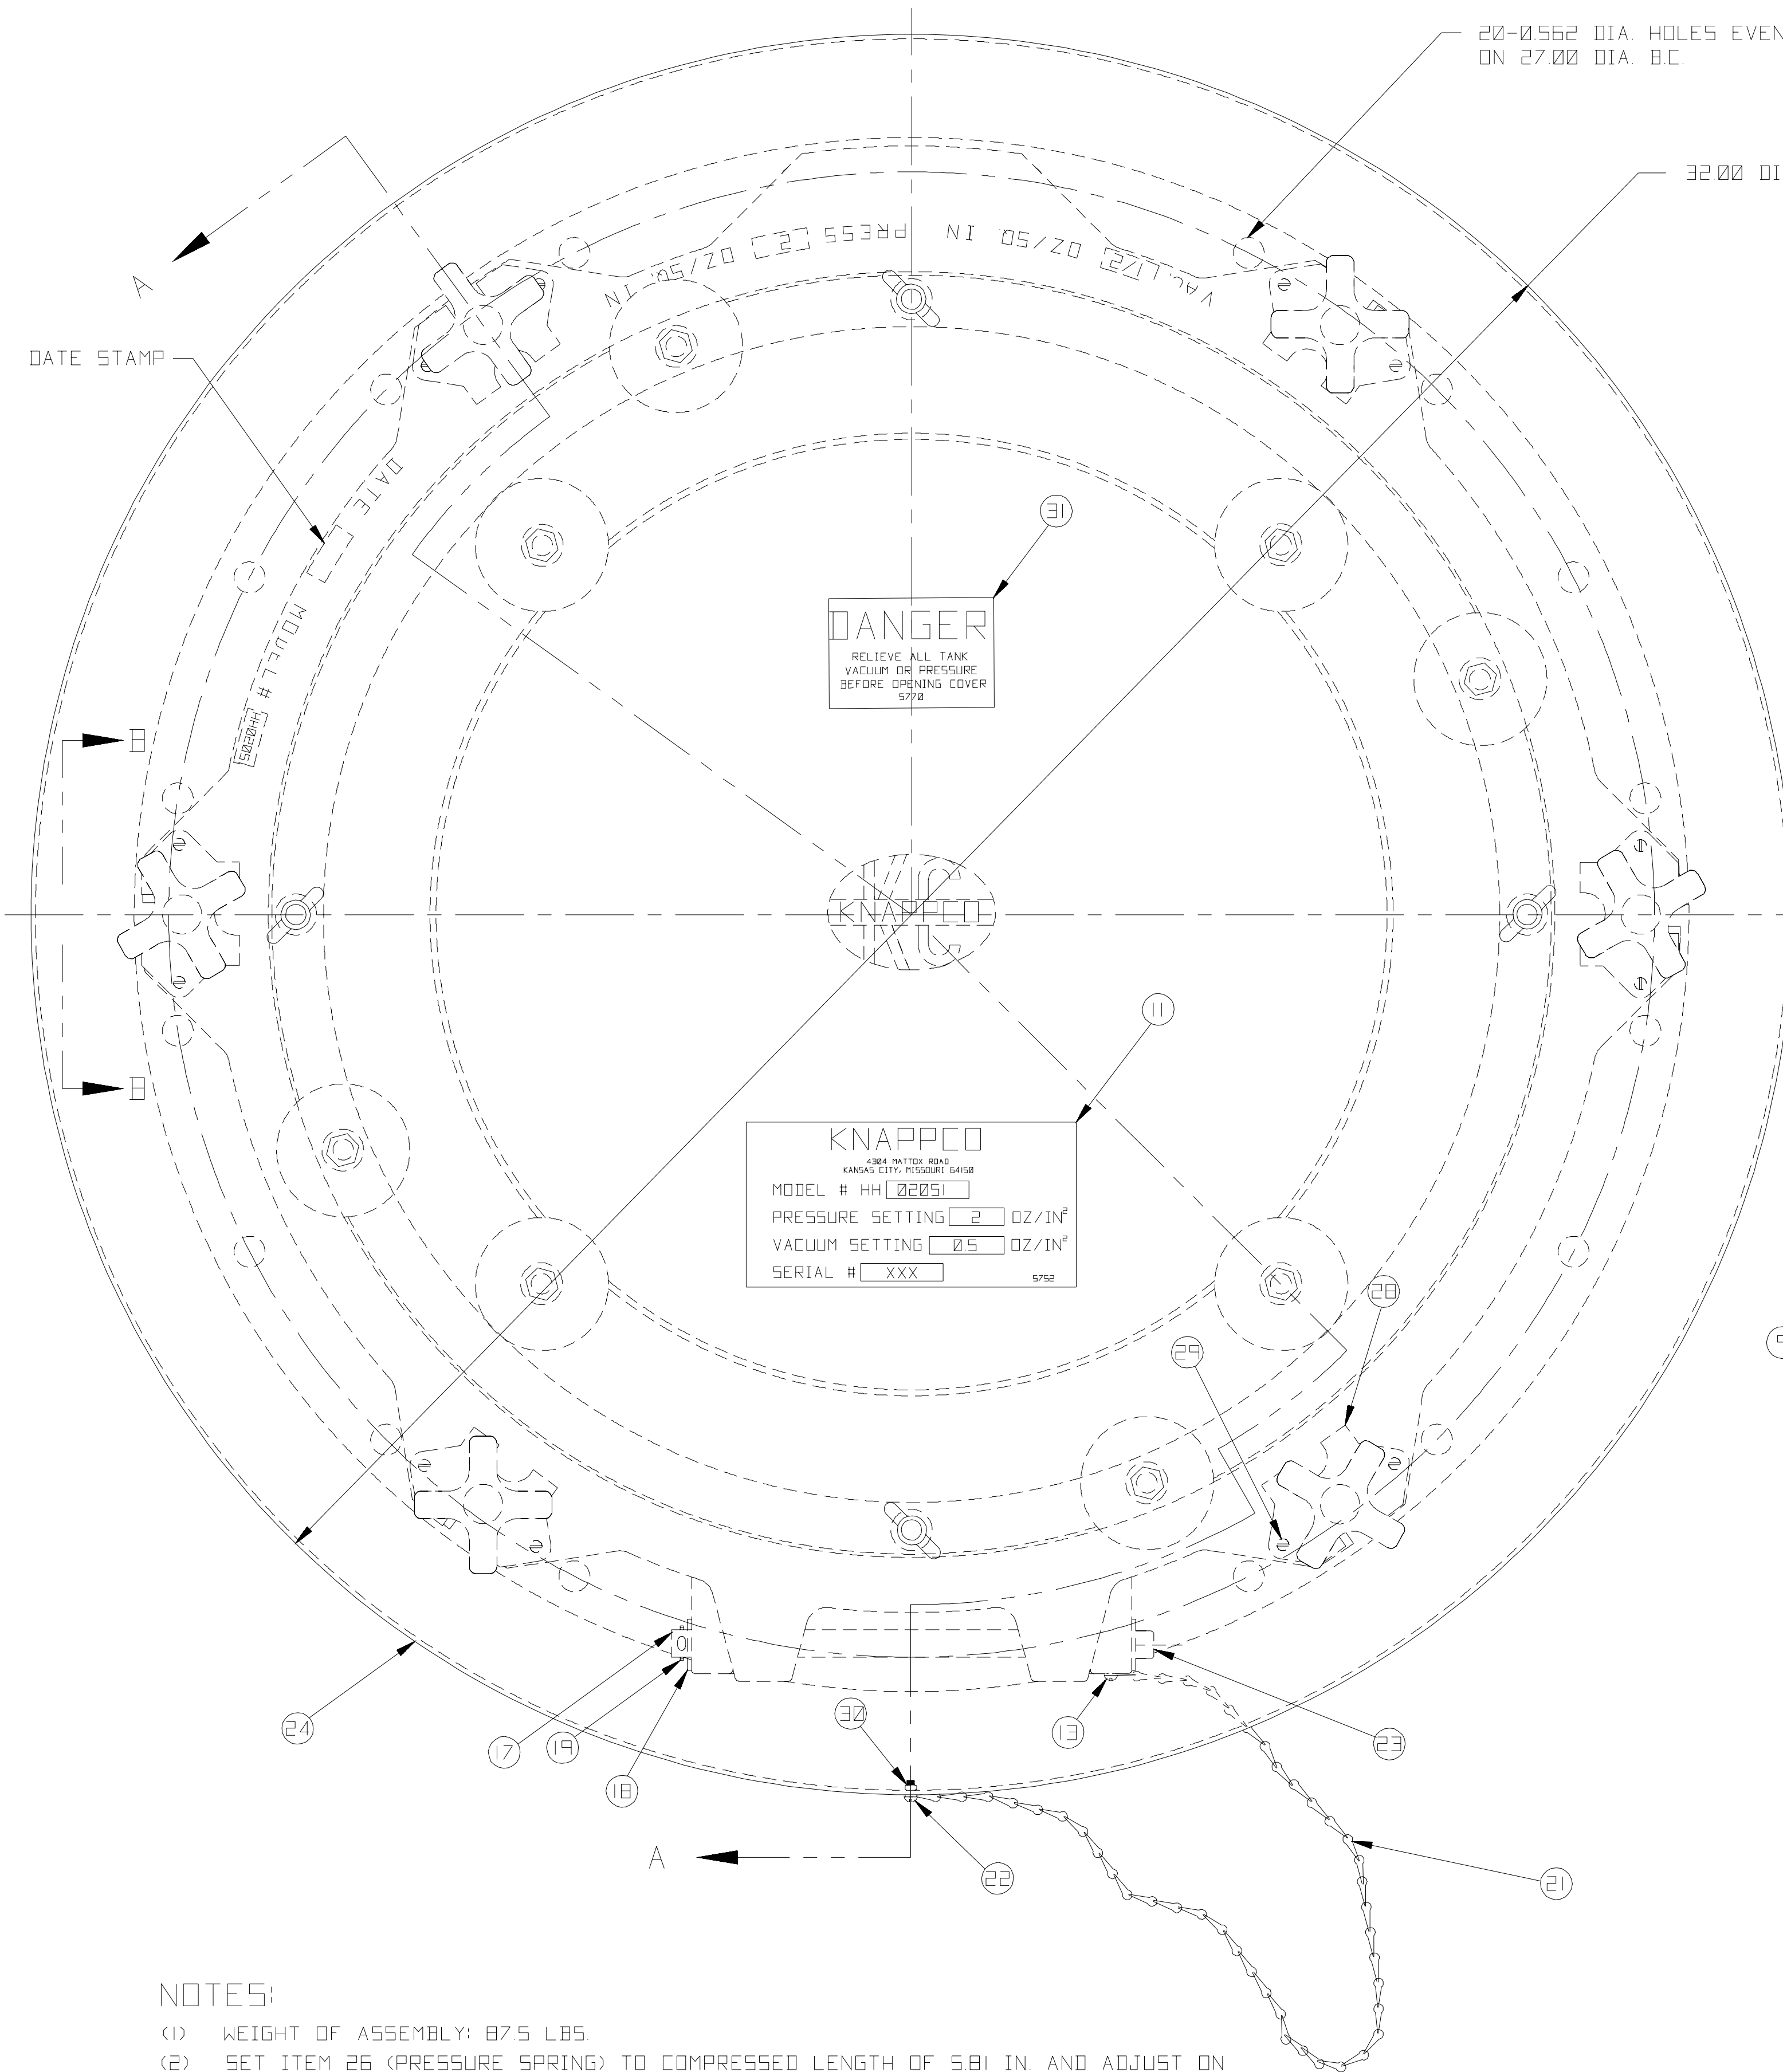 20-0.562 DIA. HOLES EVEN
ON 27.00 DIA. B.C.
32.00 DI
A
DATE STAMP
VAC [1/2] OZ/SQ. IN
PRESS [2] OZ/SQ. IN
DATE
MODEL #
31
DANGER
RELIEVE ALL TANK
VACUUM OR PRESSURE
BEFORE OPENING COVER
5770
B
B
KC
KNAPPCO
11
KNAPPCO
4304 MATTOX ROAD
KANSAS CITY, MISSOURI 64150
MODEL # HH 02051
PRESSURE SETTING 2 OZ/IN²
VACUUM SETTING 0.5 OZ/IN²
SERIAL # XXX
5752
28
29
24
17
19
18
30
13
23
A
22
21
NOTES:
(1) WEIGHT OF ASSEMBLY: 87.5 LBS.
(2) SET ITEM 26 (PRESSURE SPRING) TO COMPRESSED LENGTH OF 5.81 IN. AND ADJUST ON